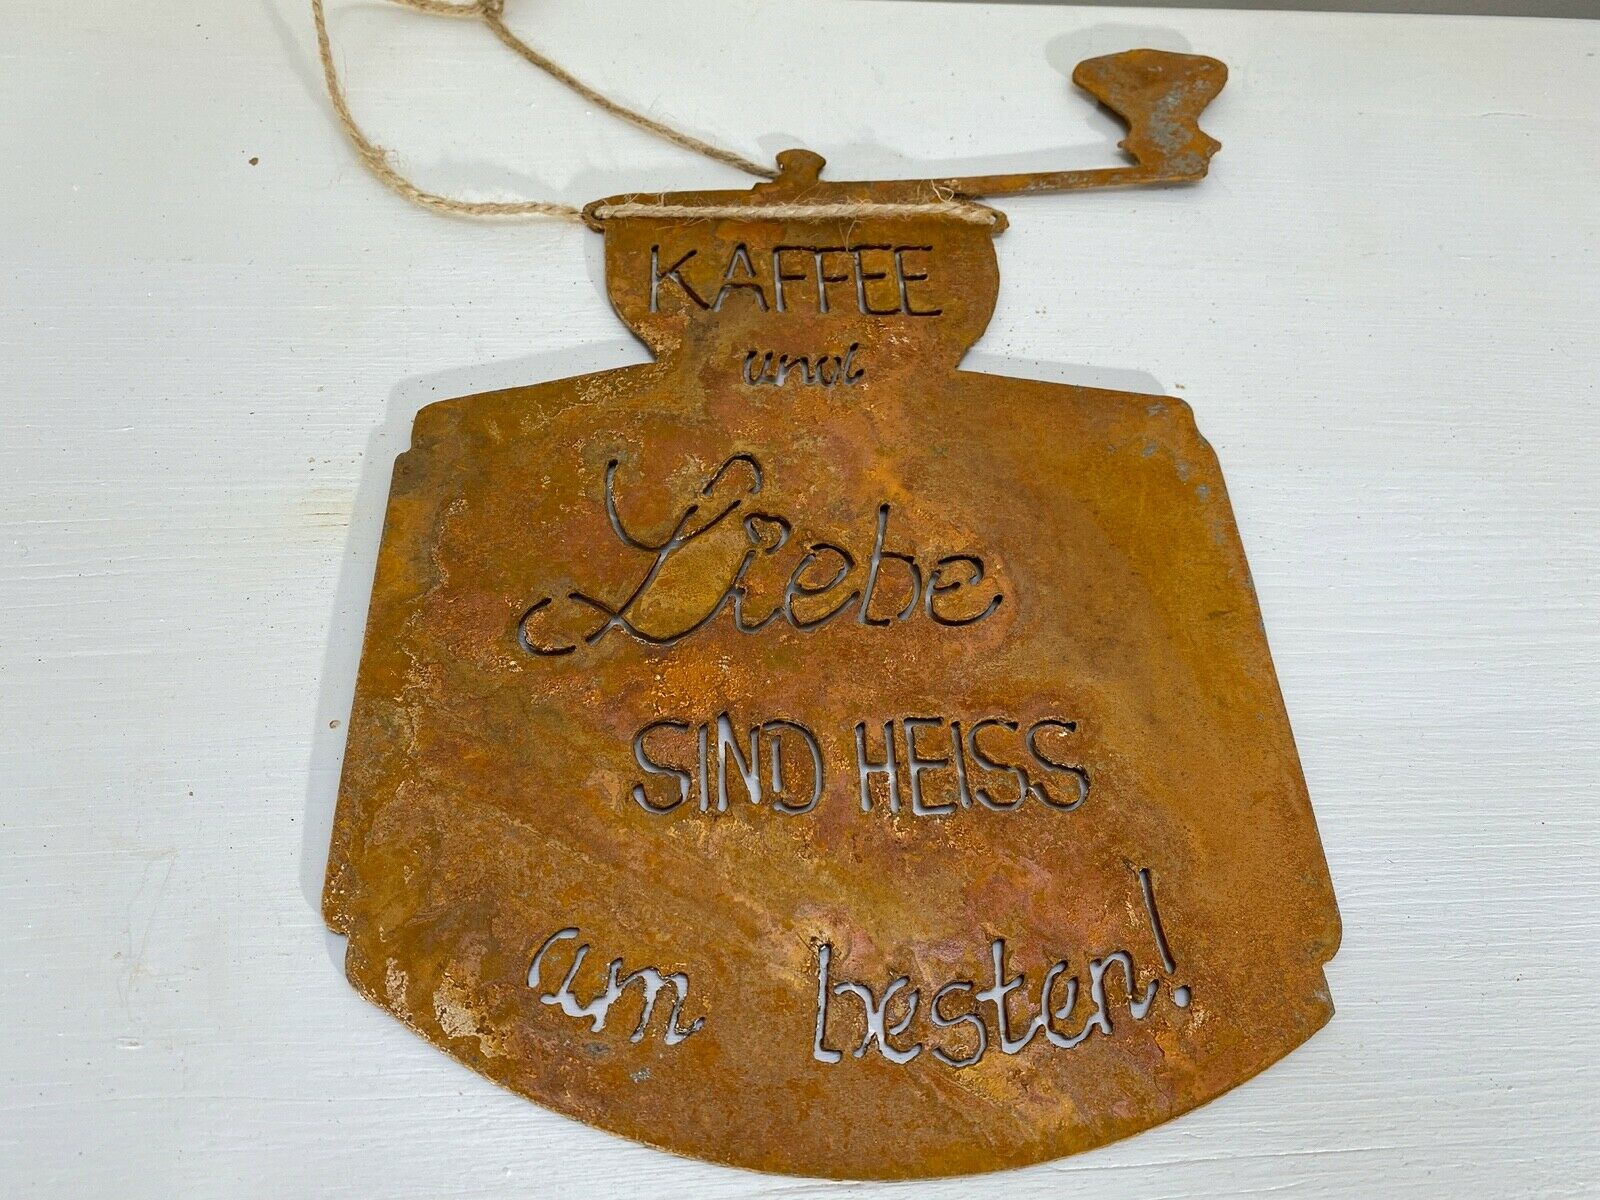 KAFFEE
und
Liebe
SIND HEISS
am besten!